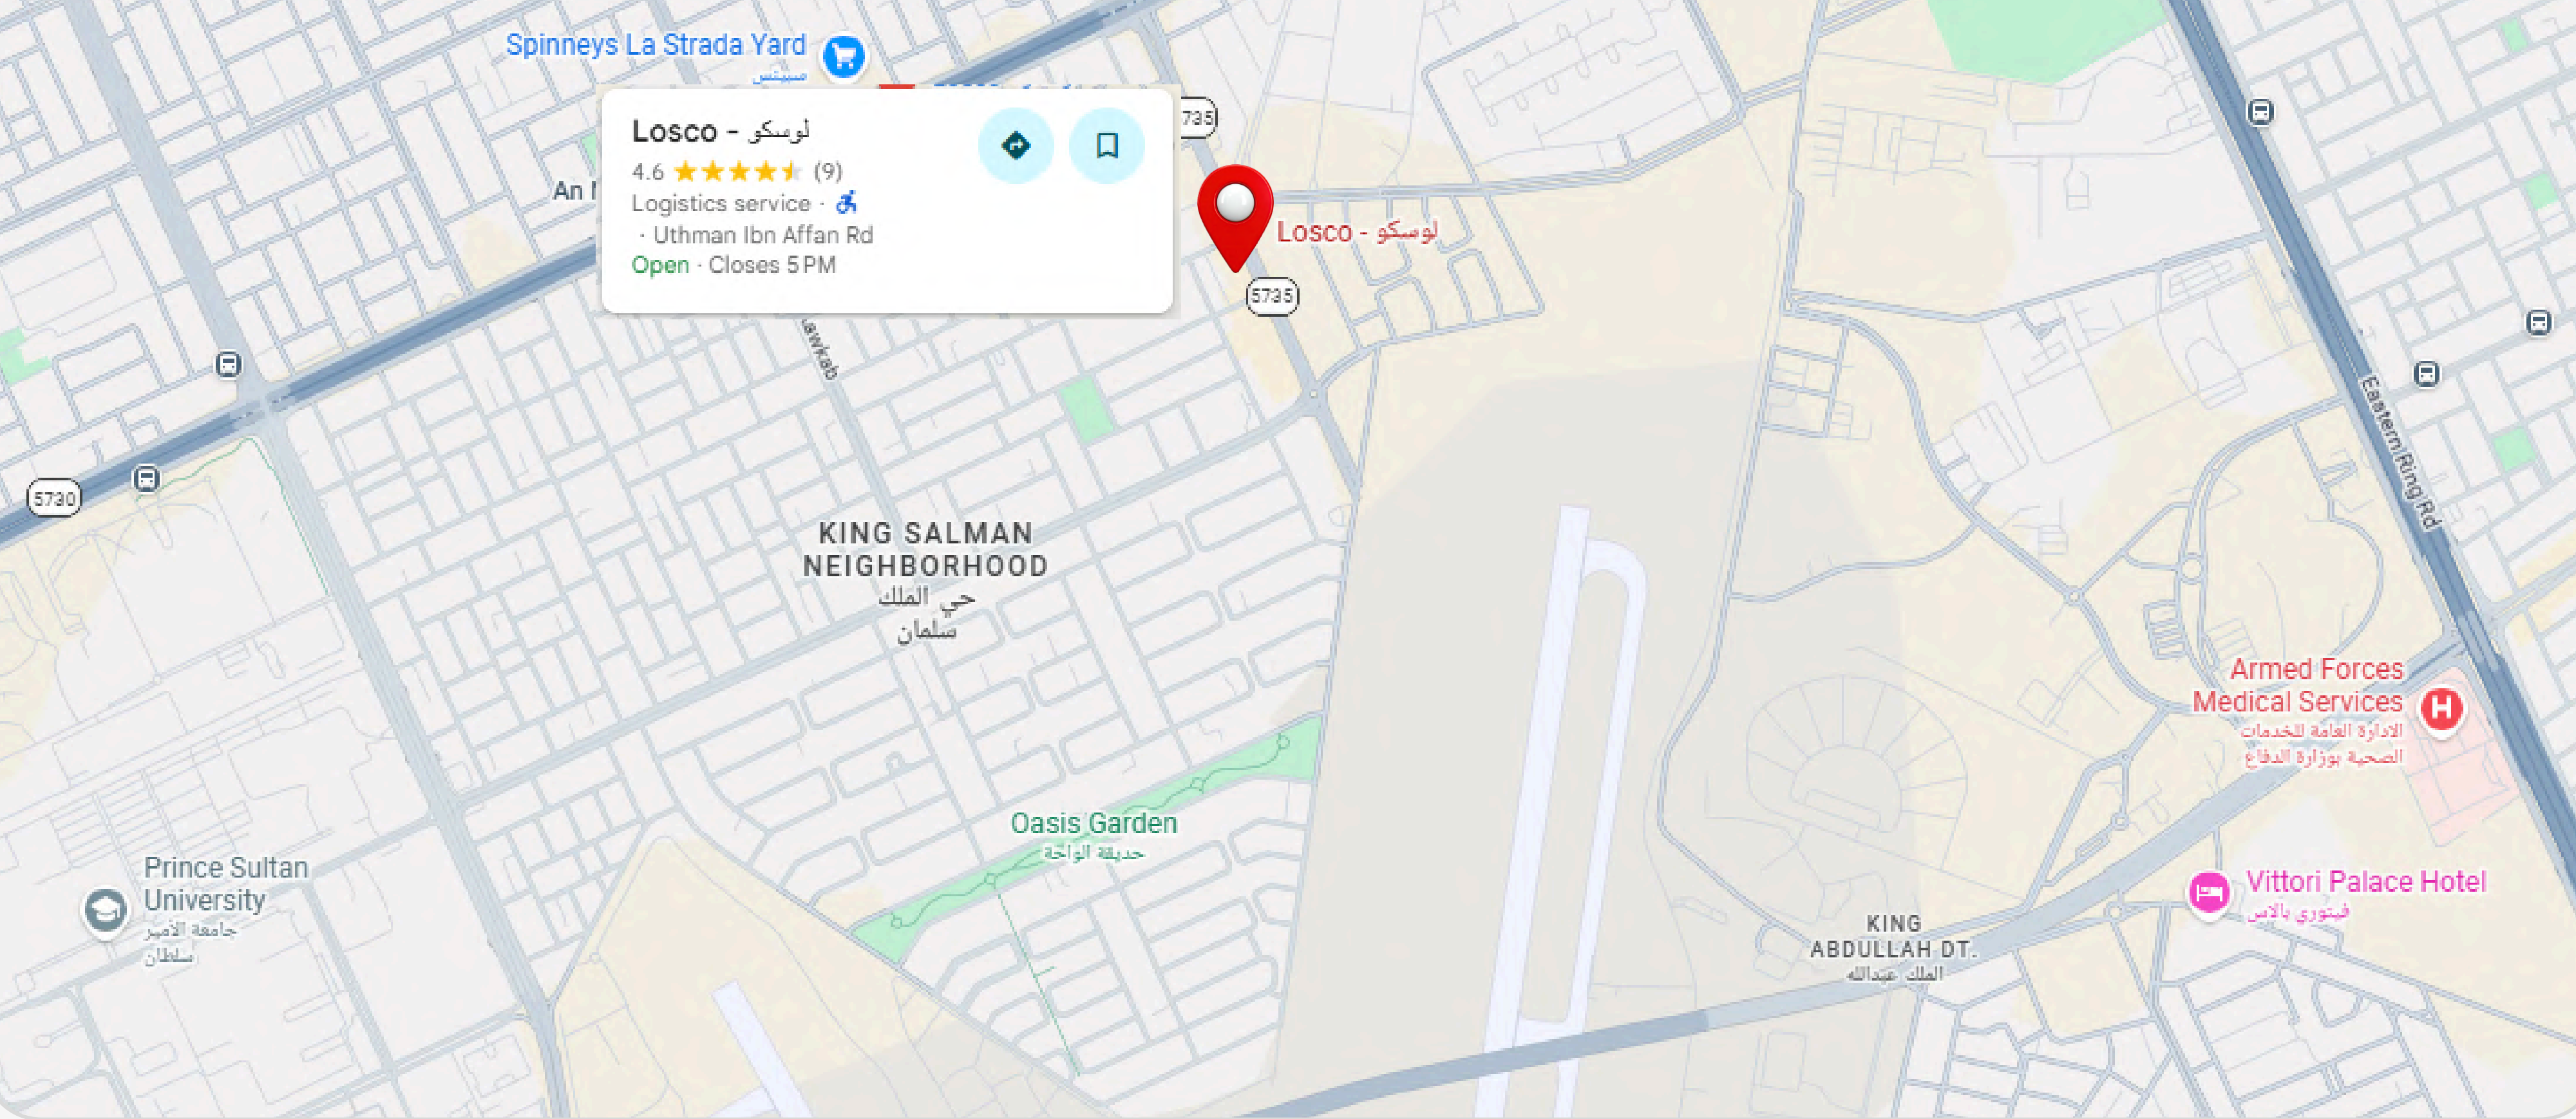 Spinneys La Strada Yard
سبينس
Losco - لوسكو
4.6 (9)
Logistics service ·
· Uthman Ibn Affan Rd
Open · Closes 5 PM
735
An
Losco - لوسكو
5735
awkab
5730
Eastern Ring Rd
KING SALMAN
NEIGHBORHOOD
حي الملك
سلمان
Armed Forces
Medical Services
الادارة العامة للخدمات
الصحية بوزارة الدفاع
Oasis Garden
حديقة الواحة
Prince Sultan
University
جامعة الأمير
سلطان
Vittori Palace Hotel
فيتوري بالاس
KING
ABDULLAH DT.
الملك عبدالله